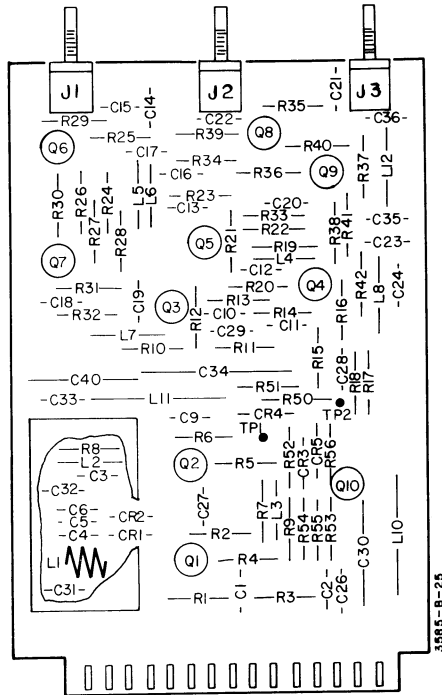 J1 J2 J3
C21
C15 C14 R35
R29 C22 C36
R25 R39 Q8
Q6 C17 R40
R34 R37 L12
C16 R36 Q9
R30 R26 R24 L5 L6 R23
C13 C20
R27 R28 R33 R41
R22 C35
Q5 R21 R19 R38 C23
Q7 L4
C12
R31 R20 Q4 R42 L8 C24
C18 C19 Q3 R13 R16
R32 R12 C10 R14
C29 C11
L7 R15
R10 R11
C34 C28 R18 R17
C40 R51
C33 L11 R50
C9 CR4 TP2
R6 TP1
R8 Q2 R5 R52 CR3 CR5 R56
L2
C3
C32 Q10
C6 CR2 C27 R7 L3
C5
C4 CR1 R2 R9 R54 R55 R53
L1 Q1 R4 C30 L10
C31 R1 C1 R3 C2 C26
3585-8-25